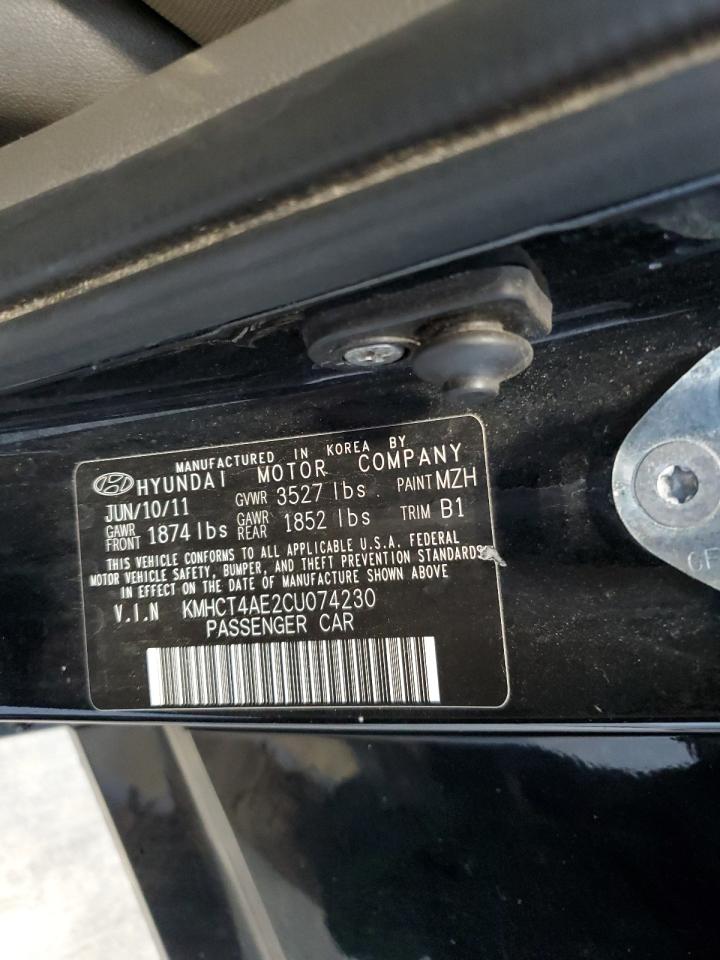 MANUFACTURED IN KOREA BY
HYUNDAI MOTOR COMPANY
JUN/10/11 GVWR 3527 lbs PAINT MZH
GAWR FRONT 1874 lbs GAWR REAR 1852 lbs TRIM B1
THIS VEHICLE CONFORMS TO ALL APPLICABLE U.S.A. FEDERAL
MOTOR VEHICLE SAFETY, BUMPER, AND THEFT PREVENTION STANDARDS
IN EFFECT ON THE DATE OF MANUFACTURE SHOWN ABOVE
V.I.N KMHCT4AE2CU074230
PASSENGER CAR